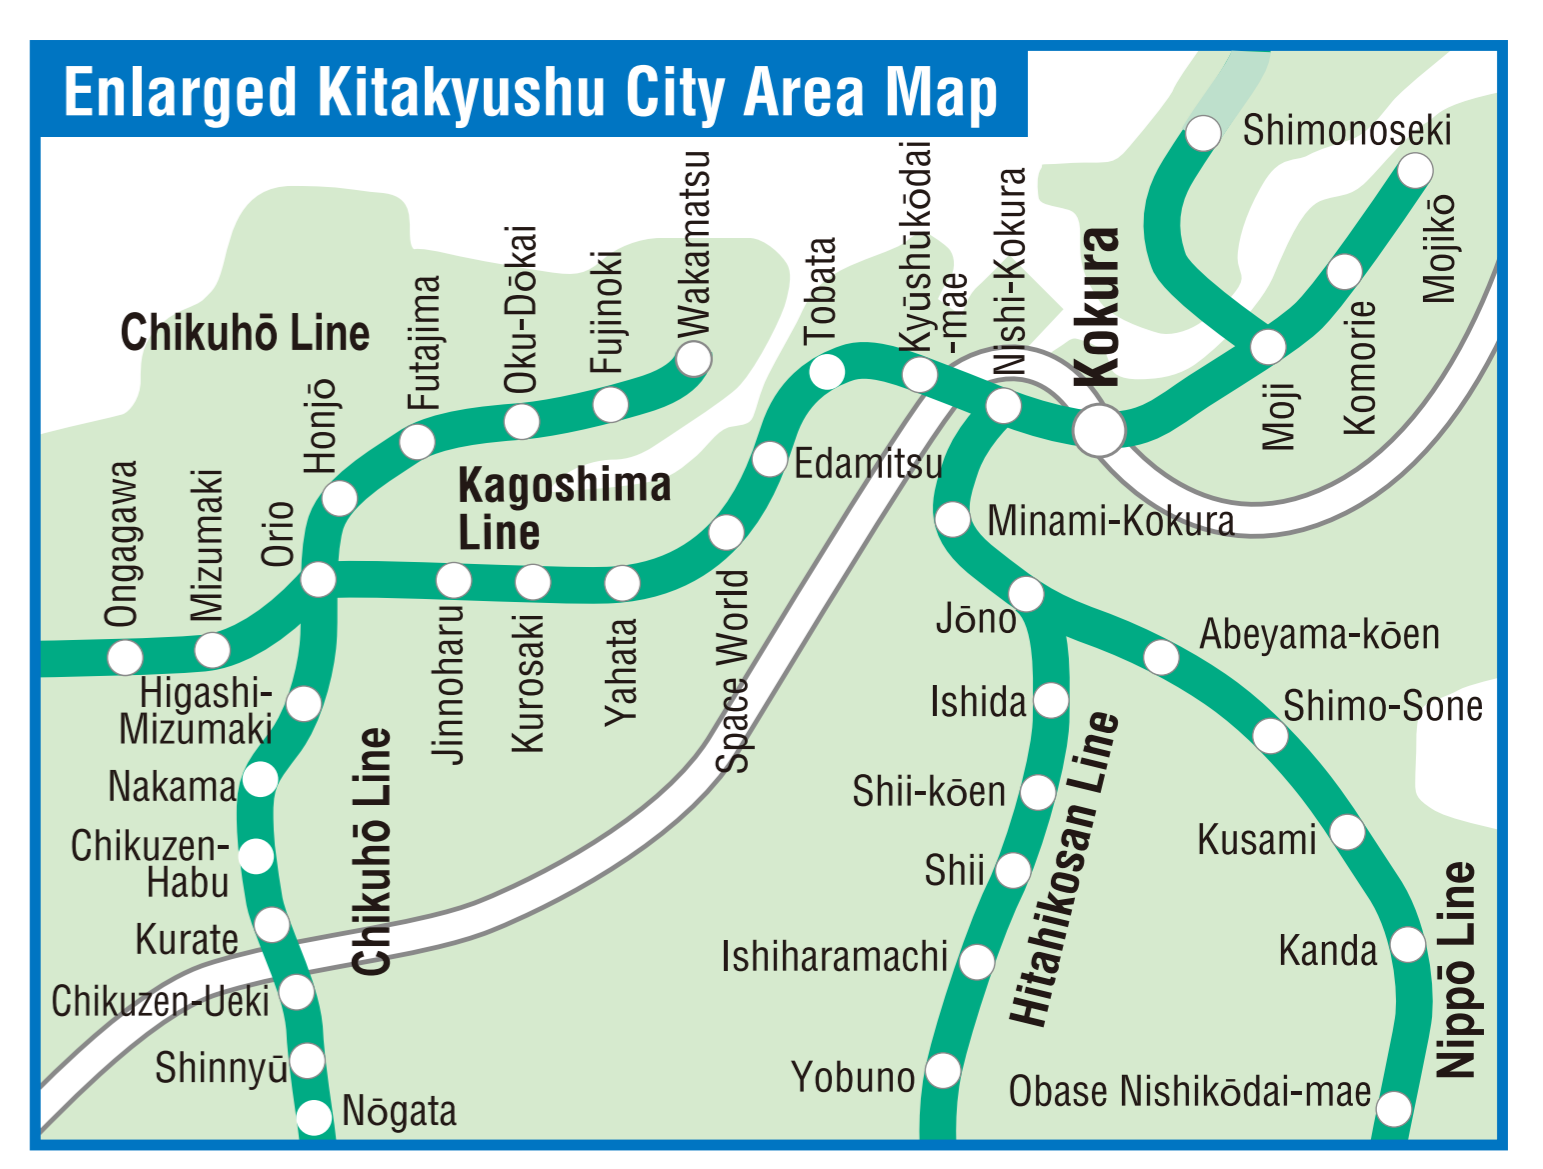 Enlarged Kitakyushu City Area Map
Shimonoseki
Mojikō
Komorie
Moji
Kokura
Nishi-Kokura
Kyūshūkōdai
-mae
Tobata
Wakamatsu
Fujinoki
Oku-Dōkai
Futajima
Honjō
Chikuhō Line
Kagoshima
Line
Edamitsu
Minami-Kokura
Orio
Mizumaki
Ongagawa
Jinnoharu
Kurosaki
Yahata
Space World
Jōno
Abeyama-kōen
Shimo-Sone
Kusami
Kanda
Obase Nishikōdai-mae
Nippō Line
Ishida
Shii-kōen
Shii
Ishiharamachi
Yobuno
Hitahikosan Line
Higashi-
Mizumaki
Nakama
Chikuzen-
Habu
Kurate
Chikuzen-Ueki
Shinnyū
Nōgata
Chikuhō Line